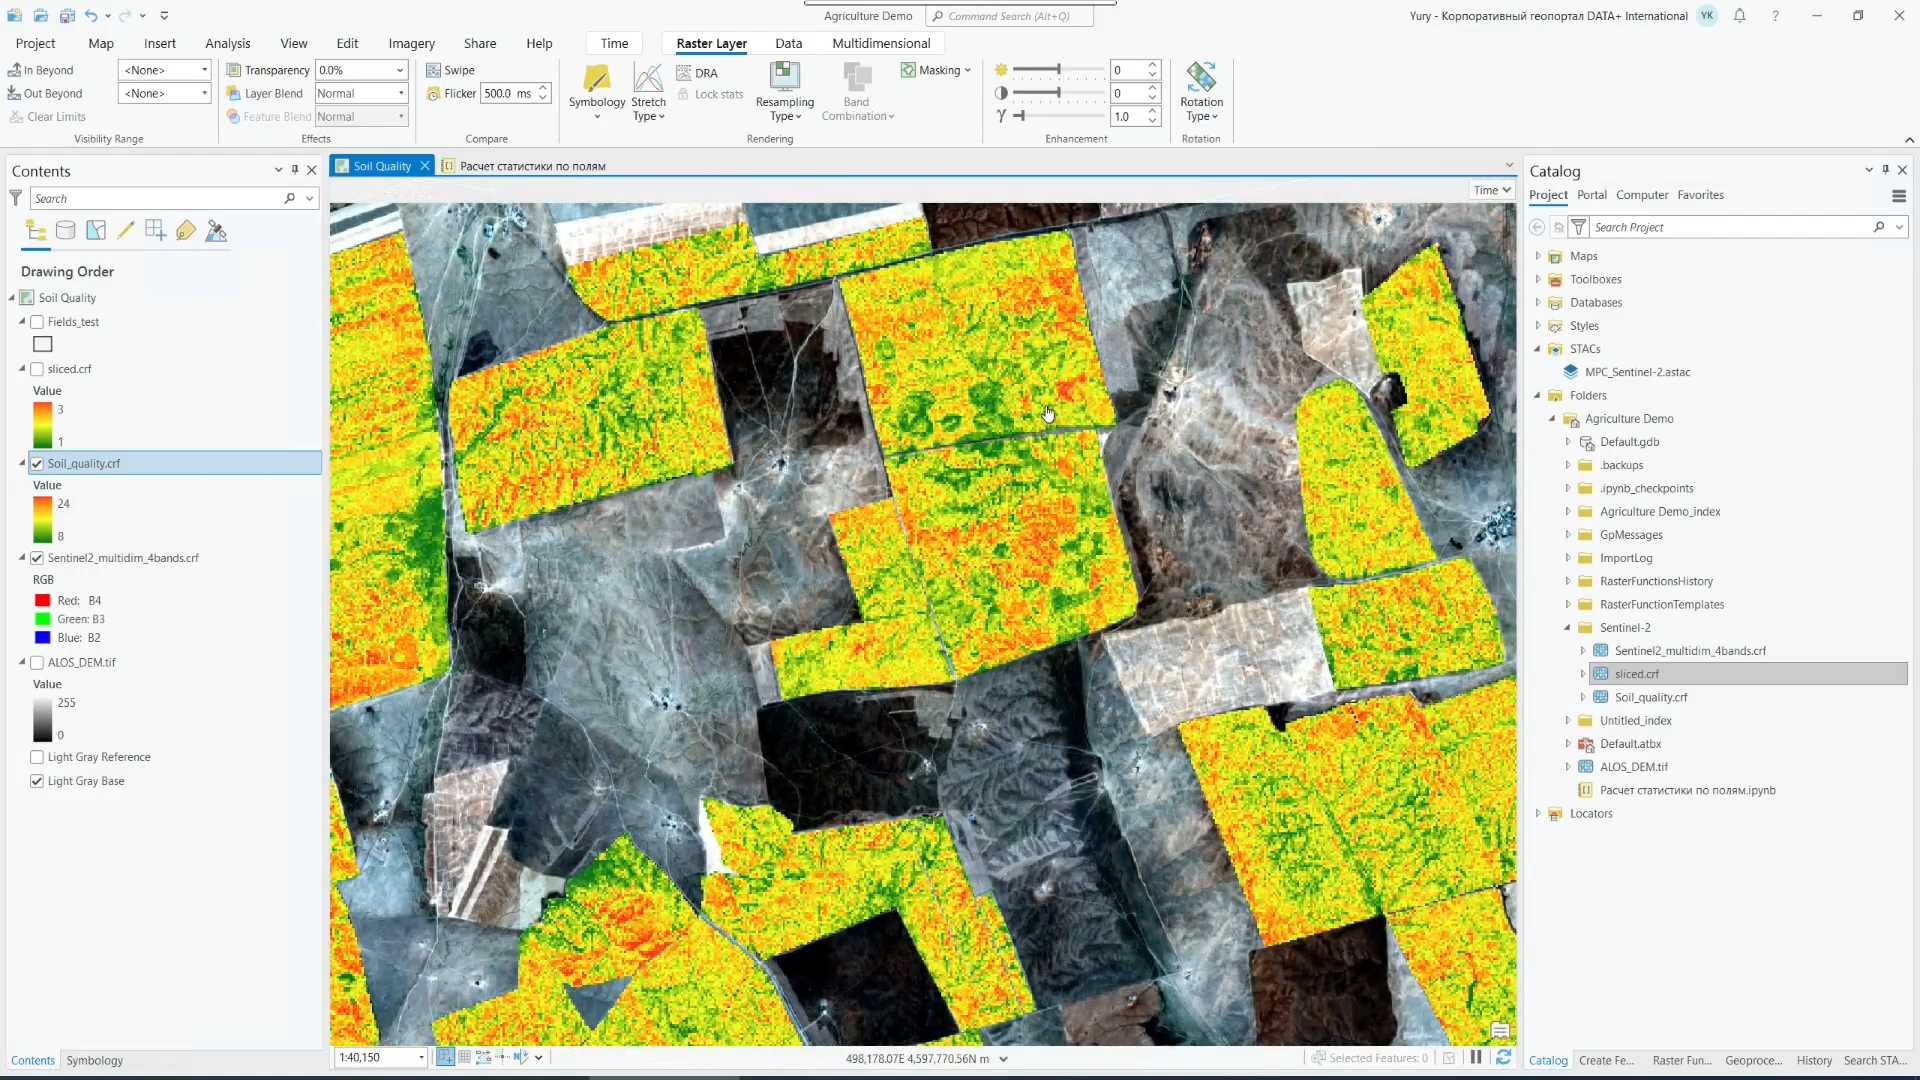 Agriculture Demo
Command Search (Alt+Q)
Yury - Корпоративный геопортал DATA+ International
YK
Project
Map
Insert
Analysis
View
Edit
Imagery
Share
Help
Time
Raster Layer
Data
Multidimensional
In Beyond
<None>
Out Beyond
<None>
Clear Limits
Visibility Range
Transparency
0.0%
Layer Blend
Normal
Feature Blend
Normal
Effects
Swipe
Flicker
500.0 ms
Compare
Symbology
Stretch
Type
DRA
Lock stats
Resampling
Type
Band
Combination
Masking
Rendering
0
0
1.0
Enhancement
Rotation
Type
Rotation
Contents
Search
Drawing Order
Soil Quality
Fields_test
sliced.crf
Value
3
1
Soil_quality.crf
Value
24
8
Sentinel2_multidim_4bands.crf
RGB
Red: B4
Green: B3
Blue: B2
ALOS_DEM.tif
Value
255
0
Light Gray Reference
Light Gray Base
Contents
Symbology
Soil Quality
Расчет статистики по полям
Time
1:40,150
498,178.07E 4,597,770.56N m
Selected Features: 0
Catalog
Project
Portal
Computer
Favorites
Search Project
Maps
Toolboxes
Databases
Styles
STACs
MPC_Sentinel-2.astac
Folders
Agriculture Demo
Default.gdb
.backups
.ipynb_checkpoints
Agriculture Demo_index
GpMessages
ImportLog
RasterFunctionsHistory
RasterFunctionTemplates
Sentinel-2
Sentinel2_multidim_4bands.crf
sliced.crf
Soil_quality.crf
Untitled_index
Default.atbx
ALOS_DEM.tif
Расчет статистики по полям.ipynb
Locators
Catalog
Create Fe...
Raster Fun...
Geoproce...
History
Search STA...